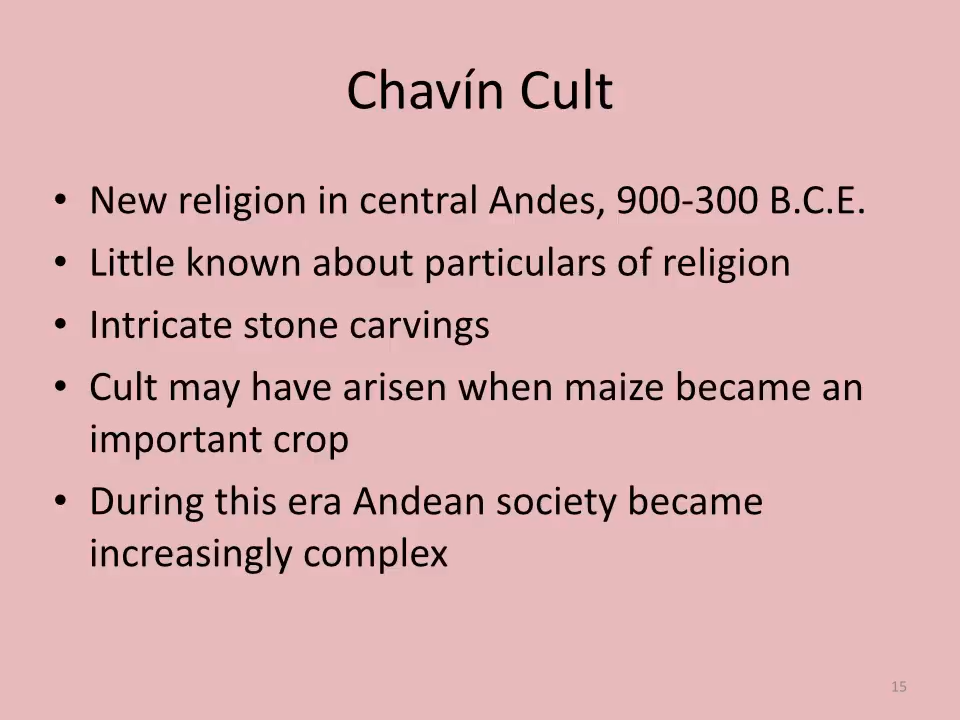 Chavín Cult
• New religion in central Andes, 900-300 B.C.E.
• Little known about particulars of religion
• Intricate stone carvings
• Cult may have arisen when maize became an
important crop
• During this era Andean society became
increasingly complex
15